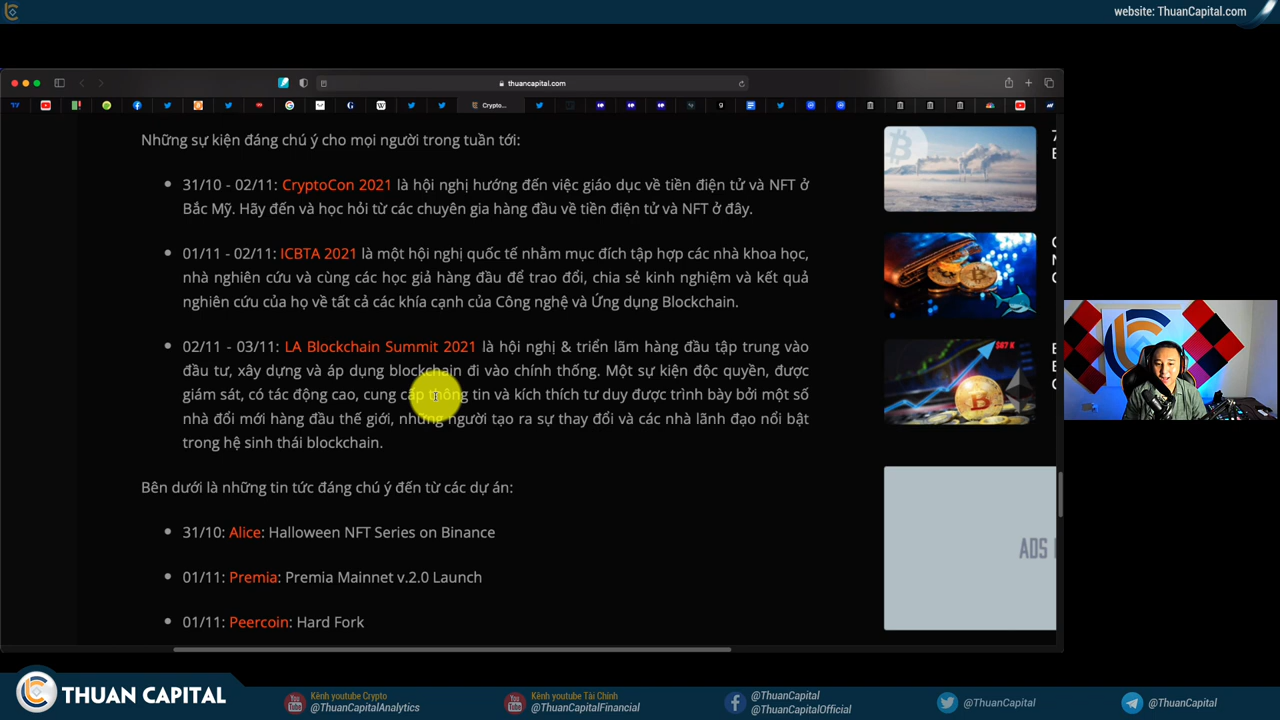 website: ThuanCapital.com
thuancapital.com
Crypto...
Những sự kiện đáng chú ý cho mọi người trong tuần tới:
31/10 - 02/11: CryptoCon 2021 là hội nghị hướng đến việc giáo dục về tiền điện tử và NFT ở
Bắc Mỹ. Hãy đến và học hỏi từ các chuyên gia hàng đầu về tiền điện tử và NFT ở đây.
01/11 - 02/11: ICBTA 2021 là một hội nghị quốc tế nhằm mục đích tập hợp các nhà khoa học,
nhà nghiên cứu và cùng các học giả hàng đầu để trao đổi, chia sẻ kinh nghiệm và kết quả
nghiên cứu của họ về tất cả các khía cạnh của Công nghệ và Ứng dụng Blockchain.
02/11 - 03/11: LA Blockchain Summit 2021 là hội nghị & triển lãm hàng đầu tập trung vào
đầu tư, xây dựng và áp dụng blockchain đi vào chính thống. Một sự kiện độc quyền, được
giám sát, có tác động cao, cung cấp thông tin và kích thích tư duy được trình bày bởi một số
nhà đổi mới hàng đầu thế giới, những người tạo ra sự thay đổi và các nhà lãnh đạo nổi bật
trong hệ sinh thái blockchain.
Bên dưới là những tin tức đáng chú ý đến từ các dự án:
31/10: Alice: Halloween NFT Series on Binance
01/11: Premia: Premia Mainnet v.2.0 Launch
01/11: Peercoin: Hard Fork
$67 K
ADS
THUAN CAPITAL
Kênh youtube Crypto
@ThuanCapitalAnalytics
Kênh youtube Tài Chính
@ThuanCapitalFinancial
@ThuanCapital
@ThuanCapitalOfficial
@ThuanCapital
@ThuanCapital